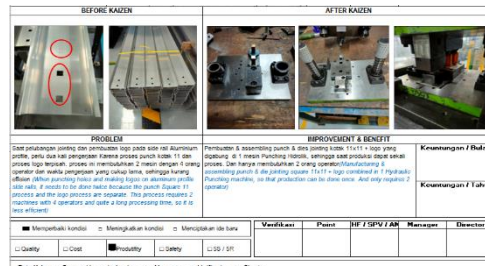 BEFORE KAIZEN
AFTER KAIZEN
PROBLEM
Saat pelubangan jointing dan pembuatan logo pada side rail Aluminium
profile, perlu dua kali pengerjaan Karena proses punch kotak 11 dan
proses logo terpisah. proses ini membutuhkan 2 mesin dengan 4 orang
operator dan waktu pengerjaan yang cukup lama, sehingga kurang
efisien (When punching holes and making logos on aluminum profile
side rails, it needs to be done twice because the punch Square 11
process and the logo process are separate. This process requires 2
machines with 4 operators and quite a long processing time, so it is
less efficient)
IMPROVEMENT & BENEFIT
Pembuatan & assembling punch & dies jointing kotak 11x11 + logo yang
digabung di 1 mesin Punching Hidrolik, sehingga saat produksi dapat sekali
proses. Dan hanya membutuhkan 2 orang operator(Manufacturing &
assembling punch & die jointing square 11x11 + logo combined in 1 Hydraulic
Punching machine, so that production can be done once. And only requires 2
operator)
Keuntungan / Bula
Keuntungan / Tahu
Memperbaiki kondisi
Meningkatkan kondisi
Menciptakan ide baru
Quality
Cost
Produtifity
Safety
5S / 5R
Verifikasi
Point
HF / SPV / AM
Manager
Director